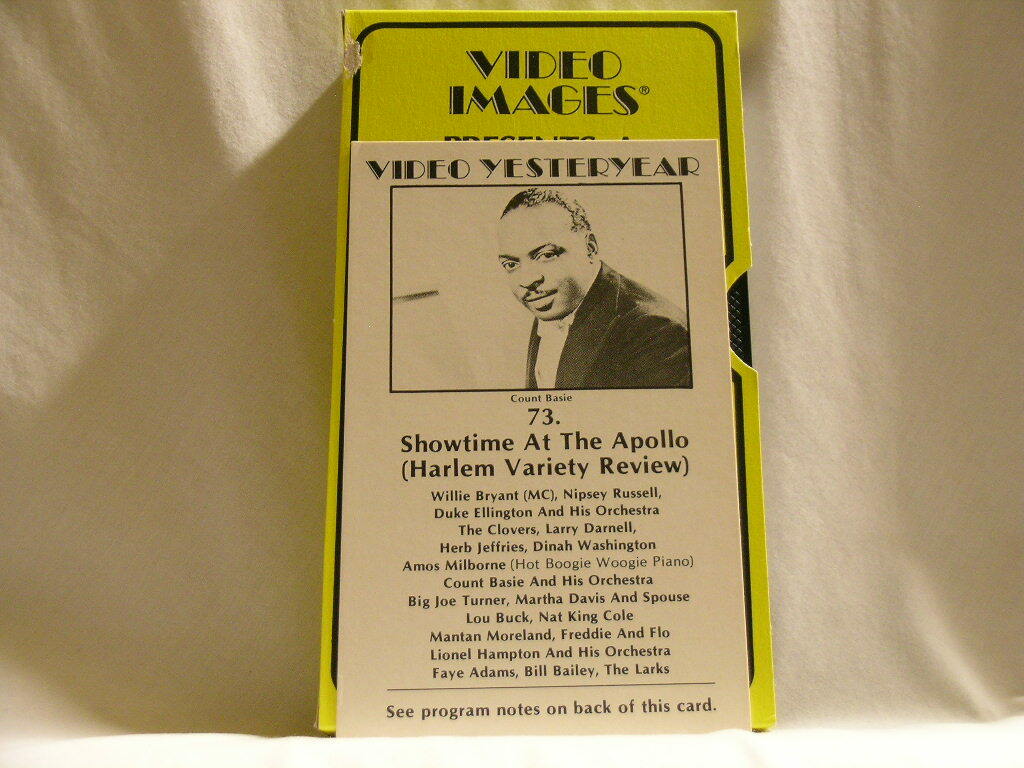 VIDEO
IMAGES®
PRESENTS A
VIDEO YESTERYEAR
Count Basie
73.
Showtime At The Apollo
(Harlem Variety Review)
Willie Bryant (MC), Nipsey Russell,
Duke Ellington And His Orchestra
The Clovers, Larry Darnell,
Herb Jeffries, Dinah Washington
Amos Milborne (Hot Boogie Woogie Piano)
Count Basie And His Orchestra
Big Joe Turner, Martha Davis And Spouse
Lou Buck, Nat King Cole
Mantan Moreland, Freddie And Flo
Lionel Hampton And His Orchestra
Faye Adams, Bill Bailey, The Larks
See program notes on back of this card.